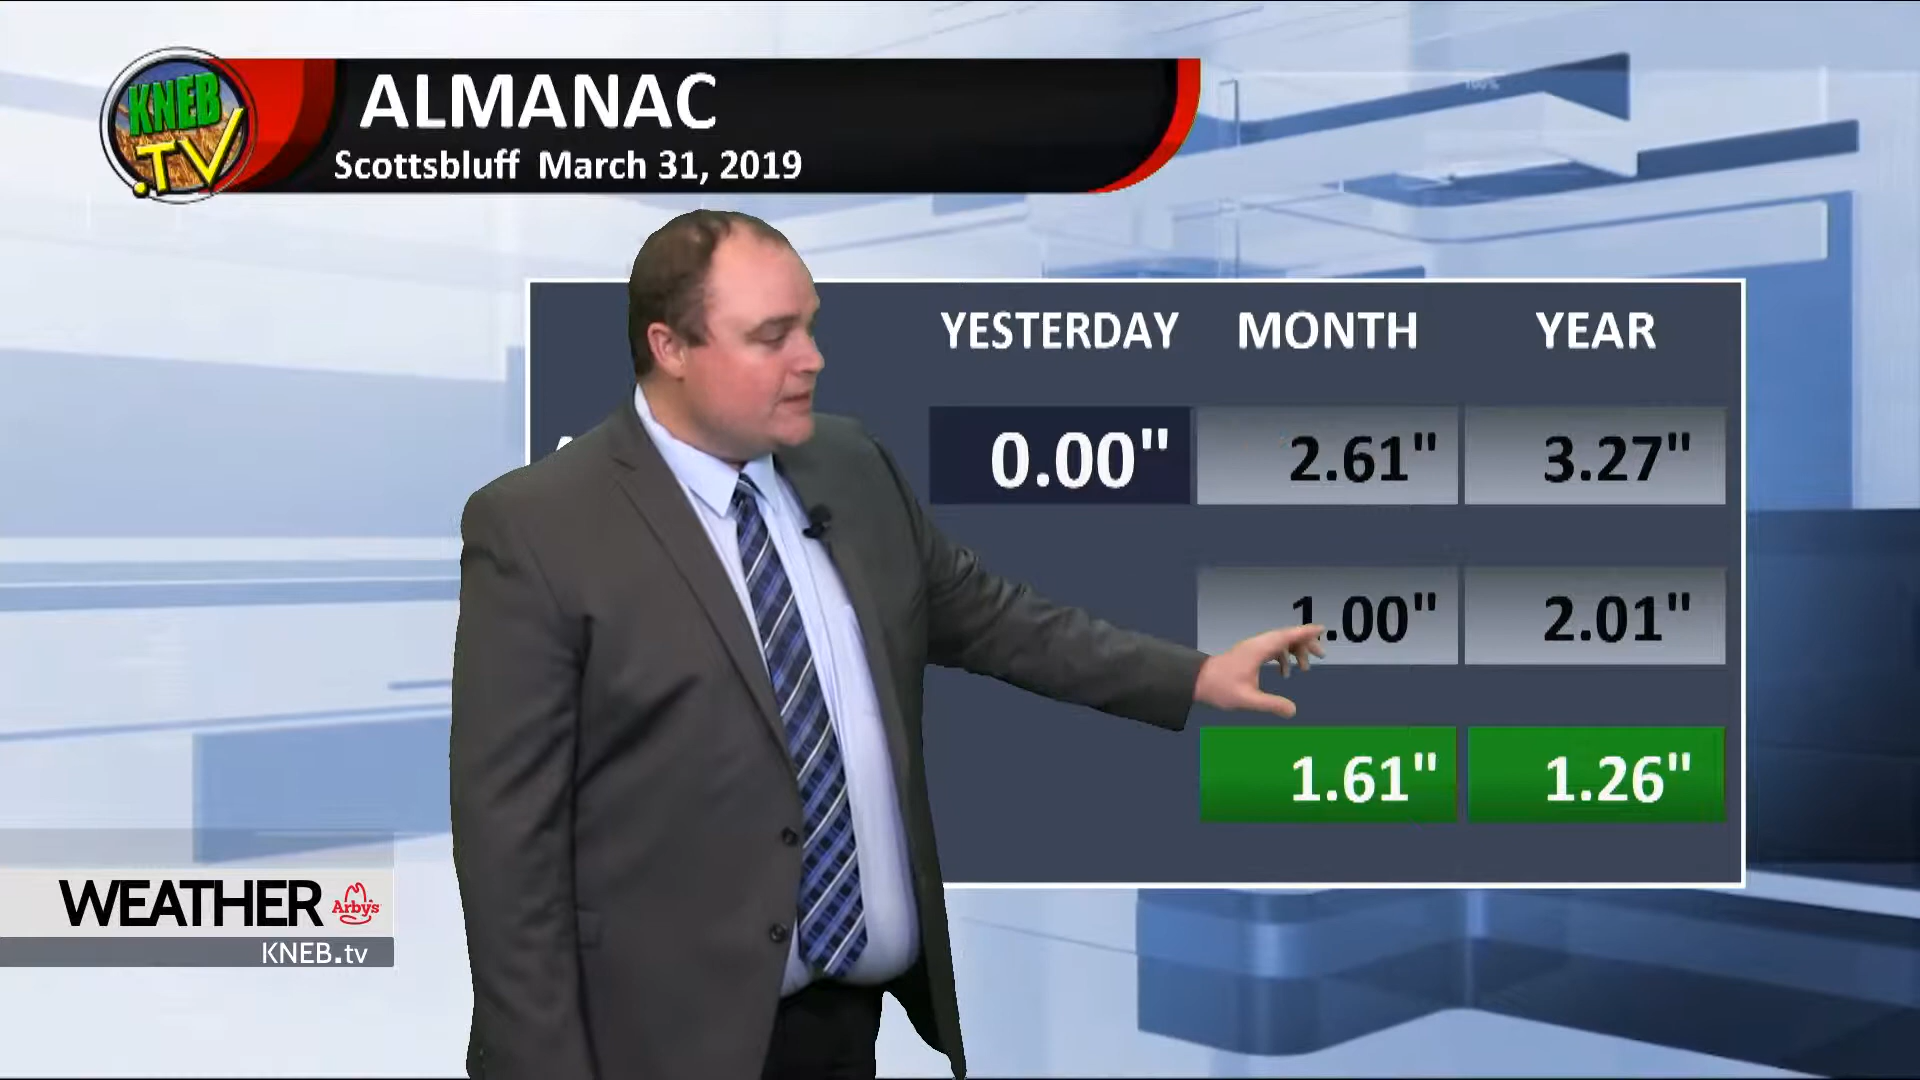 KNEB
.TV
ALMANAC
Scottsbluff March 31, 2019
YESTERDAY MONTH YEAR
0.00" 2.61" 3.27"
1.00" 2.01"
1.61" 1.26"
WEATHER Arby's
KNEB.tv